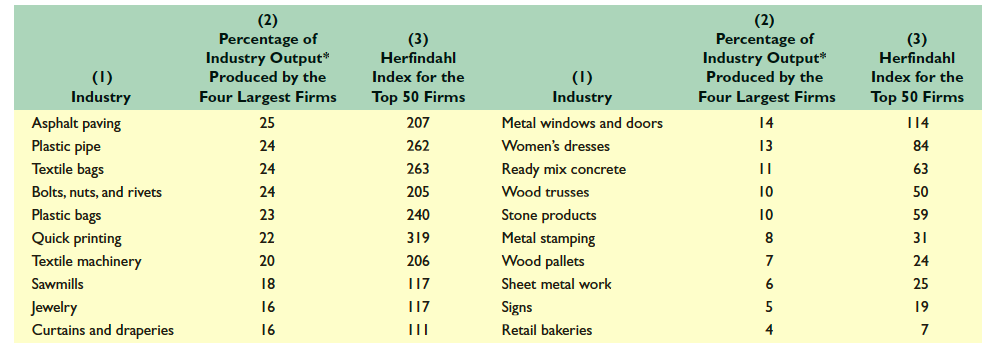 (2) (2)
Percentage of (3) Percentage of (3)
Industry Output* Herfindahl Industry Output* Herfindahl
(1) Produced by the Index for the (1) Produced by the Index for the
Industry Four Largest Firms Top 50 Firms Industry Four Largest Firms Top 50 Firms
Asphalt paving 25 207 Metal windows and doors 14 114
Plastic pipe 24 262 Women's dresses 13 84
Textile bags 24 263 Ready mix concrete 11 63
Bolts, nuts, and rivets 24 205 Wood trusses 10 50
Plastic bags 23 240 Stone products 10 59
Quick printing 22 319 Metal stamping 8 31
Textile machinery 20 206 Wood pallets 7 24
Sawmills 18 117 Sheet metal work 6 25
Jewelry 16 117 Signs 5 19
Curtains and draperies 16 111 Retail bakeries 4 7